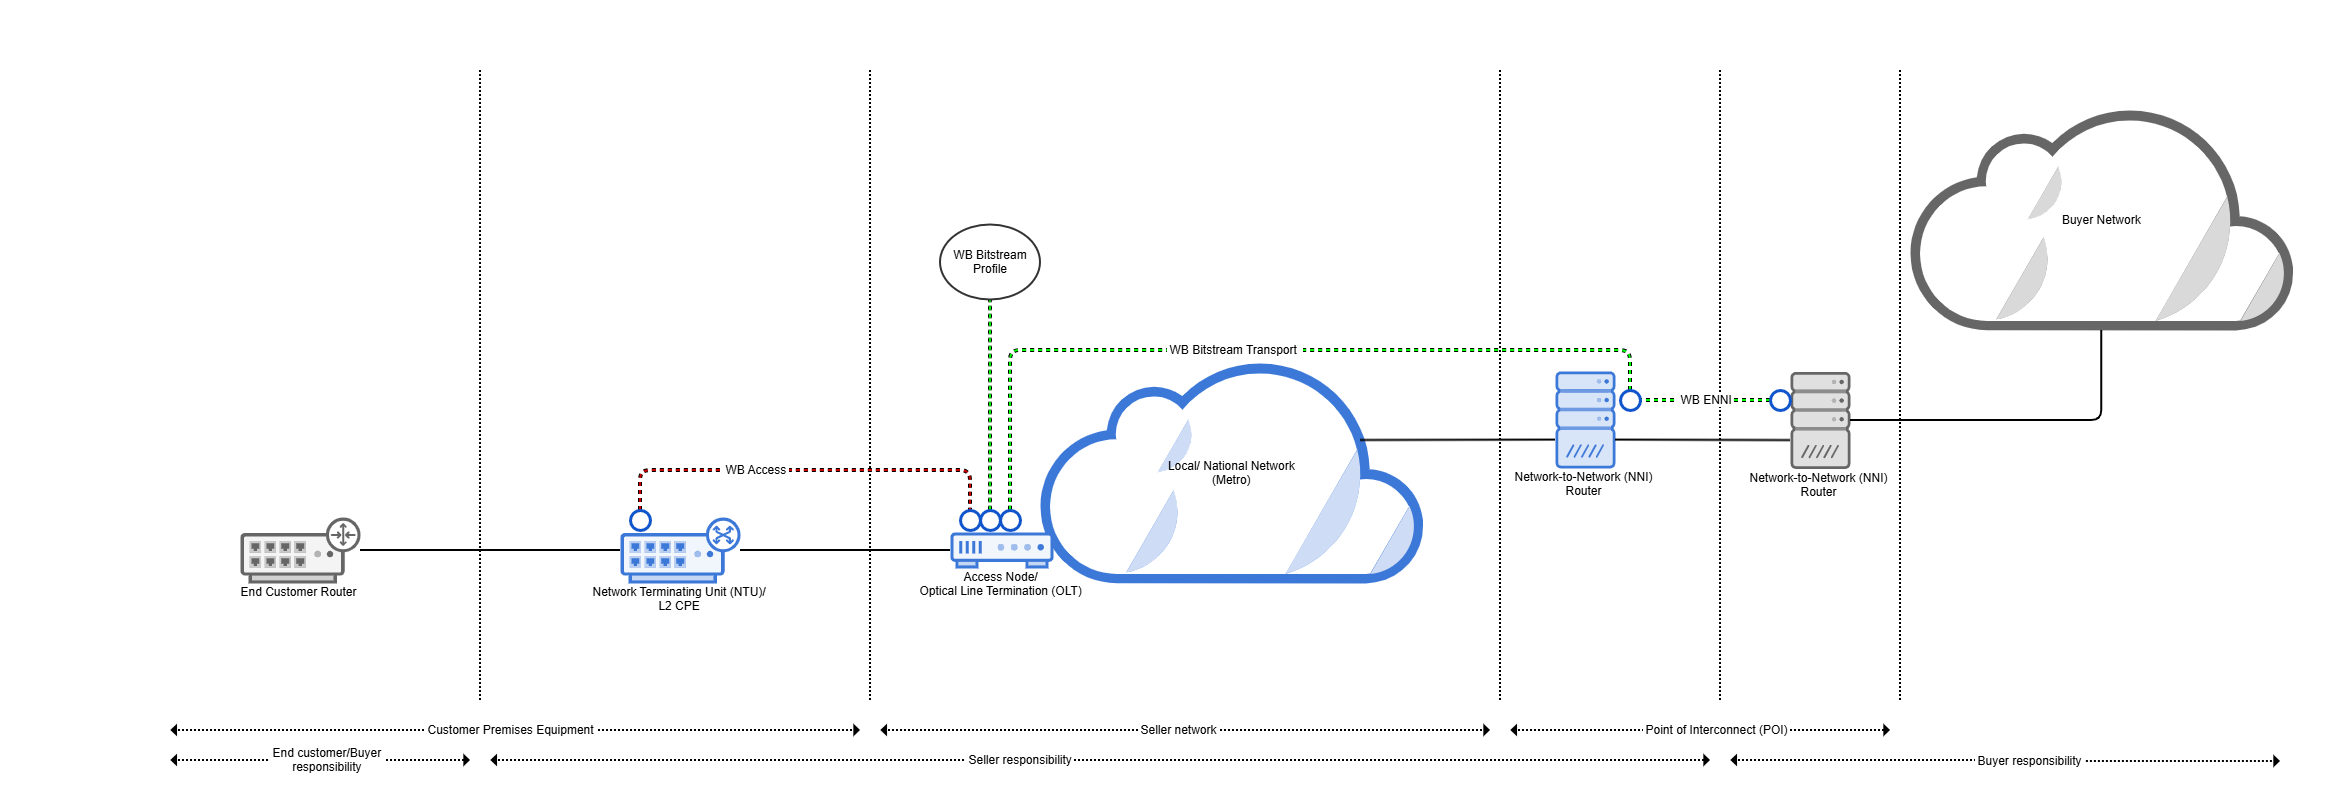 Buyer Network
WB Bitstream
Profile
WB Bitstream Transport
WB ENNI
WB Access
Local/ National Network
(Metro)
Network-to-Network (NNI)
Router
Network-to-Network (NNI)
Router
End Customer Router
Network Terminating Unit (NTU)/
L2 CPE
Access Node/
Optical Line Termination (OLT)
Customer Premises Equipment
Seller network
Point of Interconnect (POI)
End customer/Buyer
responsibility
Seller responsibility
Buyer responsibility